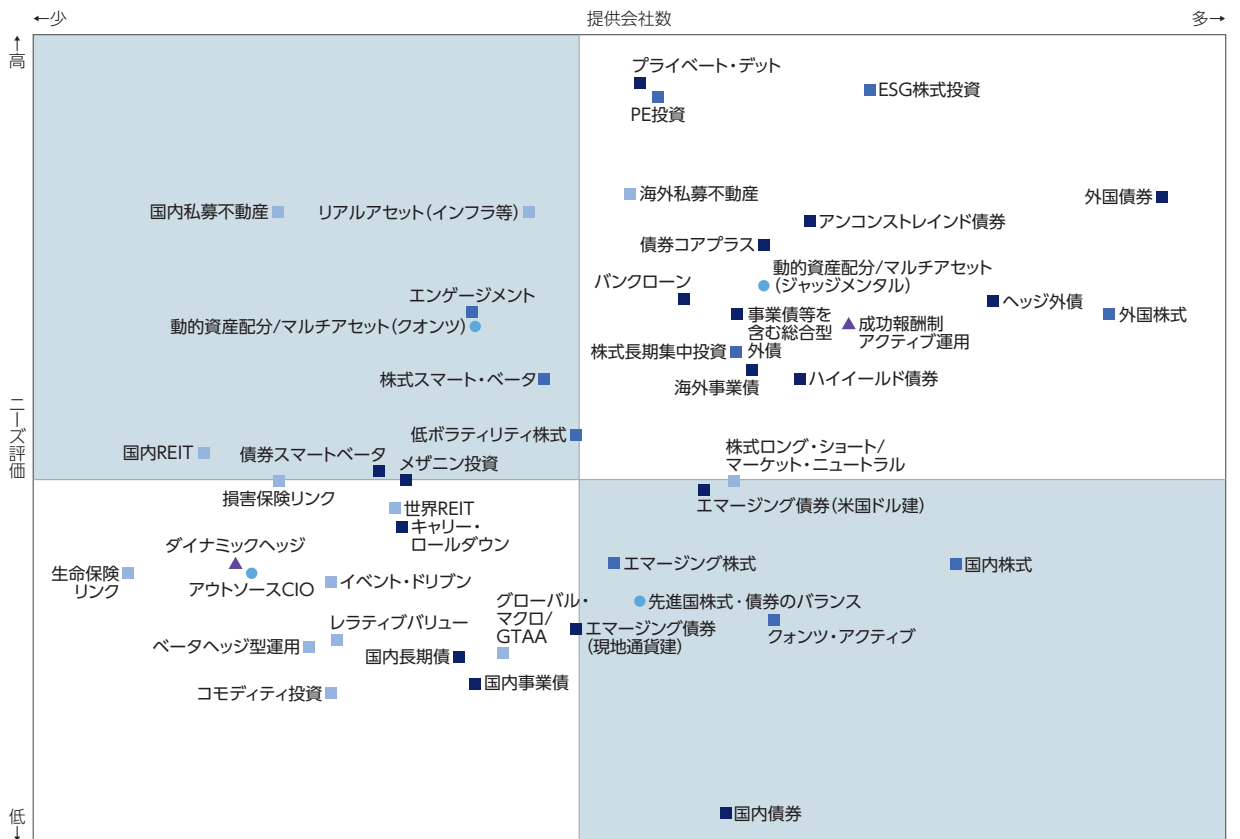 ←少
提供会社数
多→
↑
高
ニーズ評価
低
↓
プライベート・デット
PE投資
ESG株式投資
海外私募不動産
外国債券
国内私募不動産
リアルアセット(インフラ等)
アンコンストレインド債券
債券コアプラス
動的資産配分/マルチアセット
(ジャッジメンタル)
バンクローン
エンゲージメント
ヘッジ外債
動的資産配分/マルチアセット(クオンツ)
事業債等を
含む総合型
外債
成功報酬制
アクティブ運用
外国株式
株式長期集中投資
海外事業債
ハイイールド債券
株式スマート・ベータ
低ボラティリティ株式
国内REIT
債券スマートベータ
メザニン投資
株式ロング・ショート/
マーケット・ニュートラル
損害保険リンク
エマージング債券(米国ドル建)
世界REIT
キャリー・
ロールダウン
ダイナミックヘッジ
生命保険
リンク
アウトソースCIO
イベント・ドリブン
エマージング株式
国内株式
グローバル・
マクロ/
GTAA
先進国株式・債券のバランス
レラティブバリュー
エマージング債券
(現地通貨建)
クォンツ・アクティブ
ベータヘッジ型運用
国内長期債
国内事業債
コモディティ投資
国内債券